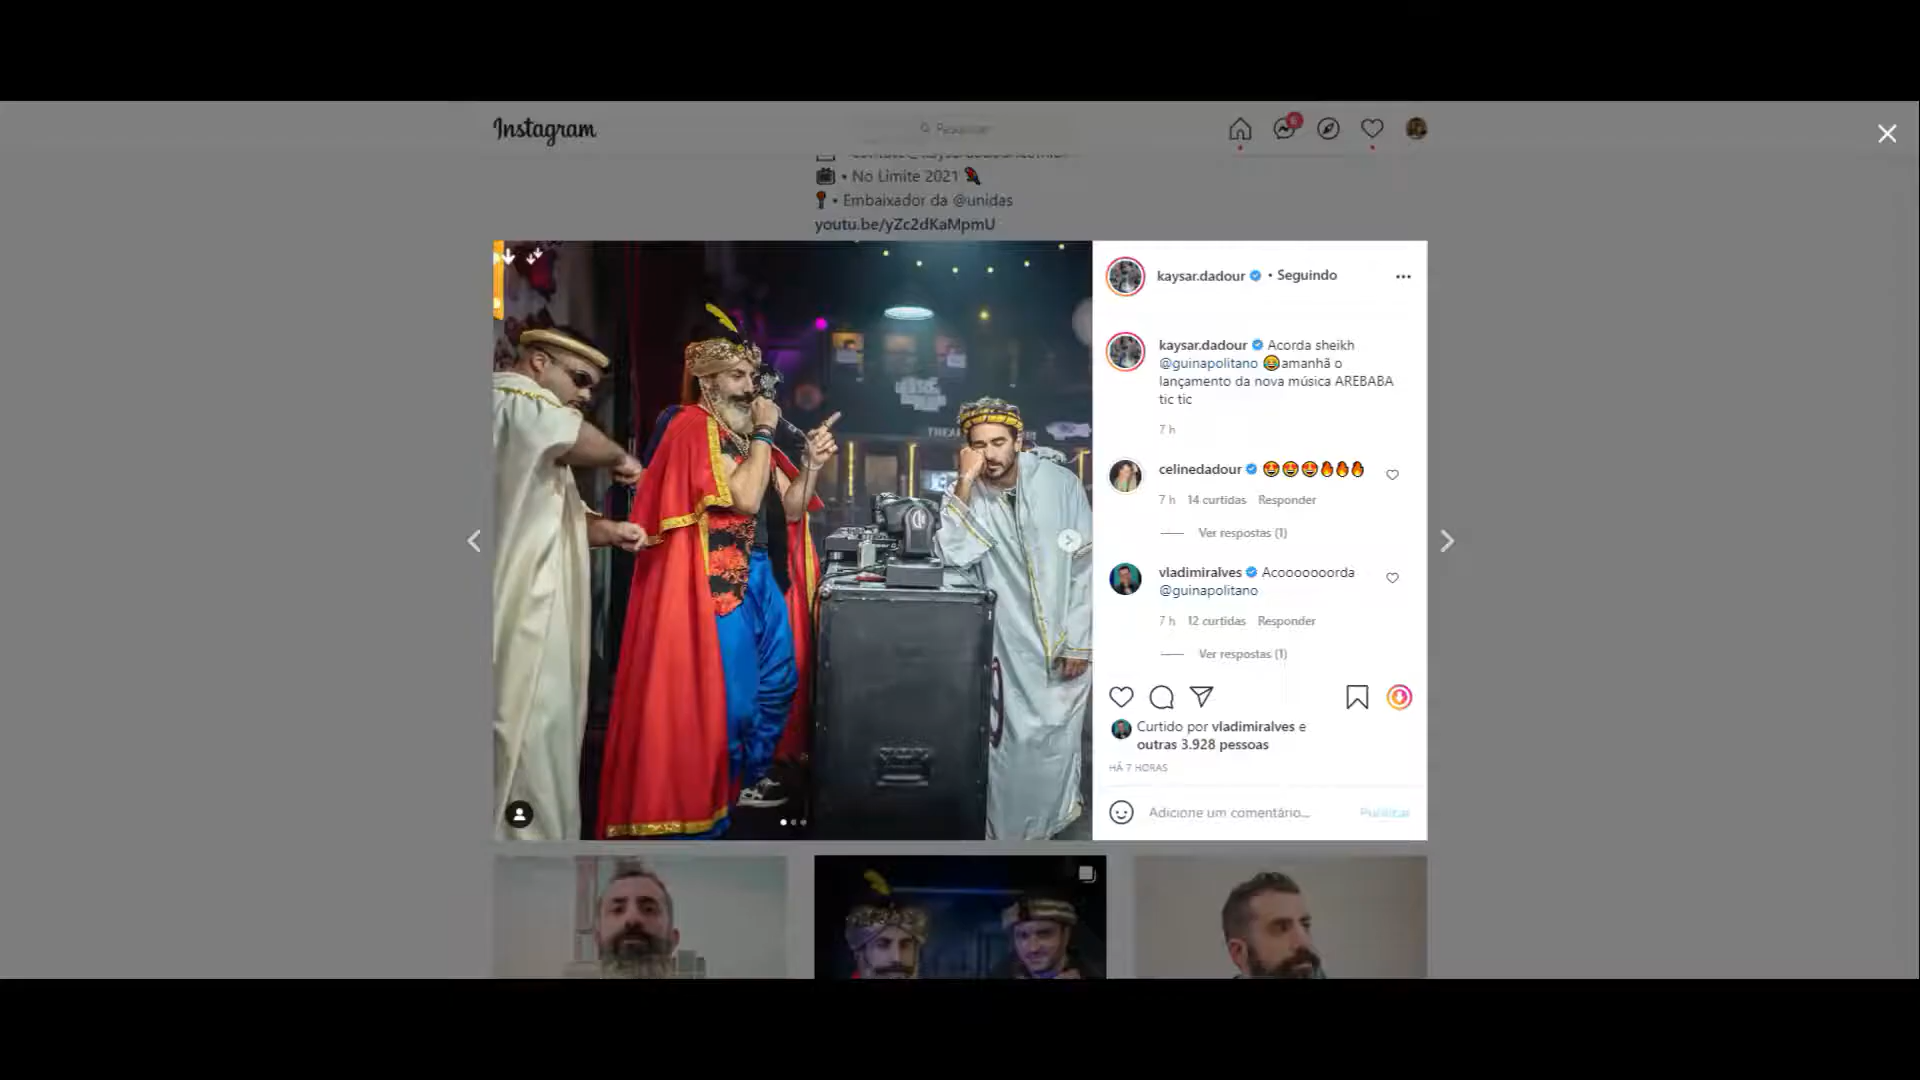 Instagram
Pesquisar
6
• No Limite 2021
• Embaixador da @unidas
youtu.be/yZc2dKaMpmU
kaysar.dadour • Seguindo
kaysar.dadour Acorda sheikh
@guinapolitano 😂amanhã o
lançamento da nova música AREBABA
tic tic
7 h
celinedadour 😍😍😍🔥🔥🔥
7 h 14 curtidas Responder
Ver respostas (1)
vladimiralves Acooooooorda
@guinapolitano
7 h 12 curtidas Responder
Ver respostas (1)
Curtido por vladimiralves e
outras 3.928 pessoas
HÁ 7 HORAS
Adicione um comentário...
Publicar